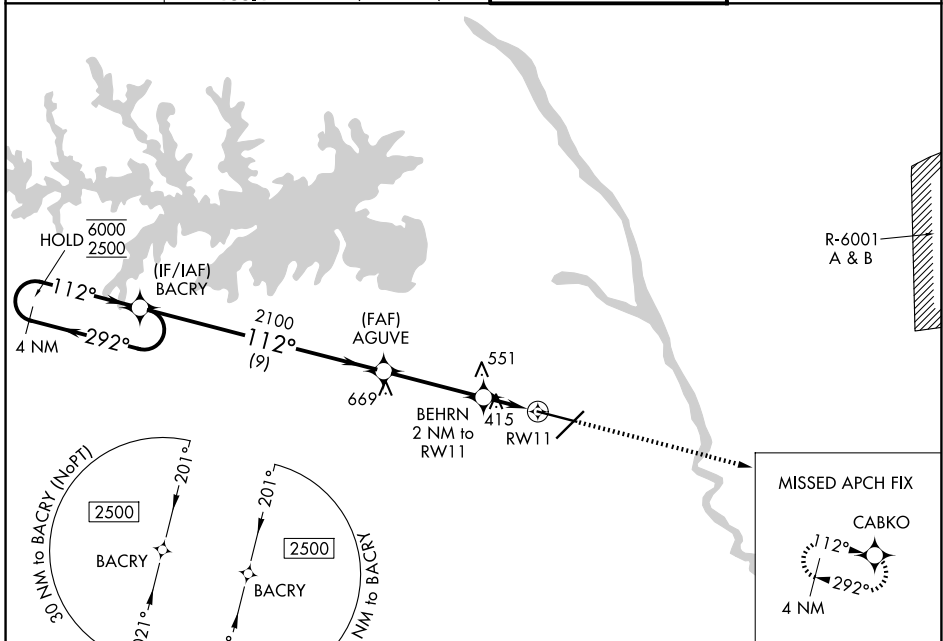 HOLD 6000
2500
112°
292°
4 NM
(IF/IAF)
BACRY
2100
112°
(9)
(FAF)
AGUVE
669
551
415
BEHRN
2 NM to
RW11
RW11
R-6001
A & B
30 NM to BACRY (NoPT)
201°
2500
BACRY
021°
201°
2500
BACRY
NM to BACRY
MISSED APCH FIX
CABKO
112°
292°
4 NM